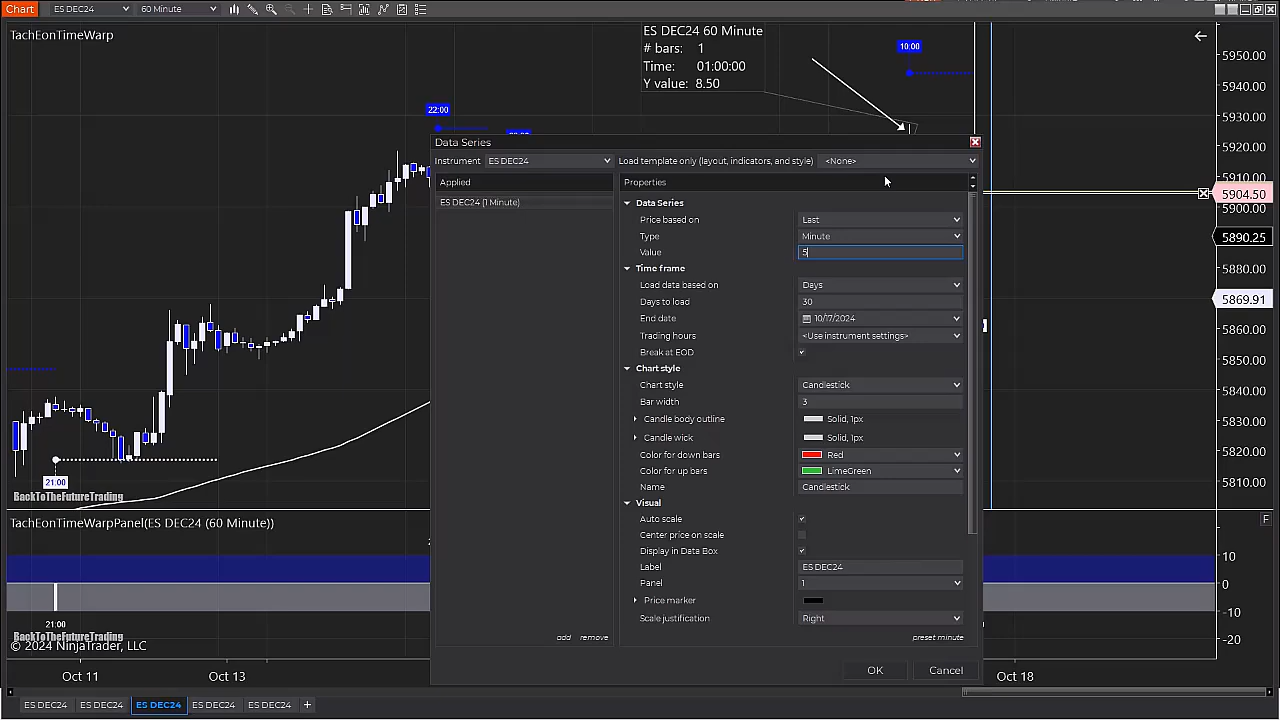 Chart ES DEC24 60 Minute
TachEonTimeWarp
ES DEC24 60 Minute
# bars: 1
Time: 01:00:00
Y value: 8.50
10:00
22:00
21:00
BackToTheFutureTrading
5950.00
5940.00
5930.00
5920.00
5910.00
5904.50
5900.00
5890.25
5880.00
5869.91
5860.00
5850.00
5840.00
5830.00
5820.00
5810.00
Data Series
Instrument ES DEC24 Load template only (layout, indicators, and style) <None>
Applied
ES DEC24 (1 Minute)
add remove
Properties
Data Series
Price based on Last
Type Minute
Value 5
Time frame
Load data based on Days
Days to load 30
End date 10/17/2024
Trading hours <Use instrument settings>
Break at EOD
Chart style
Chart style Candlestick
Bar width 3
Candle body outline Solid, 1px
Candle wick Solid, 1px
Color for down bars Red
Color for up bars LimeGreen
Name Candlestick
Visual
Auto scale
Center price on scale
Display in Data Box
Label ES DEC24
Panel 1
Price marker
Scale justification Right
preset minute
OK Cancel
TachEonTimeWarpPanel(ES DEC24 (60 Minute))
F
10
0
-10
-20
21:00
BackToTheFutureTrading
© 2024 NinjaTrader, LLC
Oct 11 Oct 13 Oct 18
ES DEC24 ES DEC24 ES DEC24 ES DEC24 ES DEC24 +